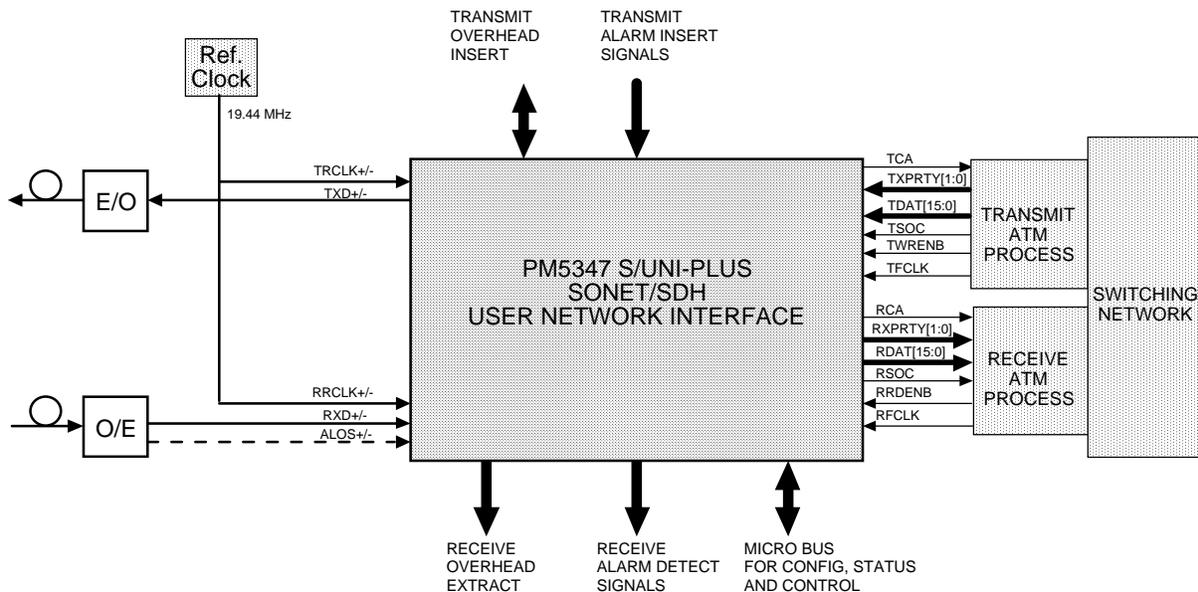 TRANSMIT
OVERHEAD
INSERT
TRANSMIT
ALARM INSERT
SIGNALS
Ref.
Clock
19.44 MHz
TRCLK+/-
TXD+/-
E/O
PM5347 S/UNI-PLUS
SONET/SDH
USER NETWORK INTERFACE
TCA
TXPRTY[1:0]
TDAT[15:0]
TSOC
TWRENB
TFCLK
TRANSMIT
ATM
PROCESS
SWITCHING
NETWORK
RCA
RXPRTY[1:0]
RDAT[15:0]
RSOC
RRDENB
RFCLK
RECEIVE
ATM
PROCESS
RRCLK+/-
RXD+/-
ALOS+/-
O/E
RECEIVE
OVERHEAD
EXTRACT
RECEIVE
ALARM DETECT
SIGNALS
MICRO BUS
FOR CONFIG, STATUS
AND CONTROL